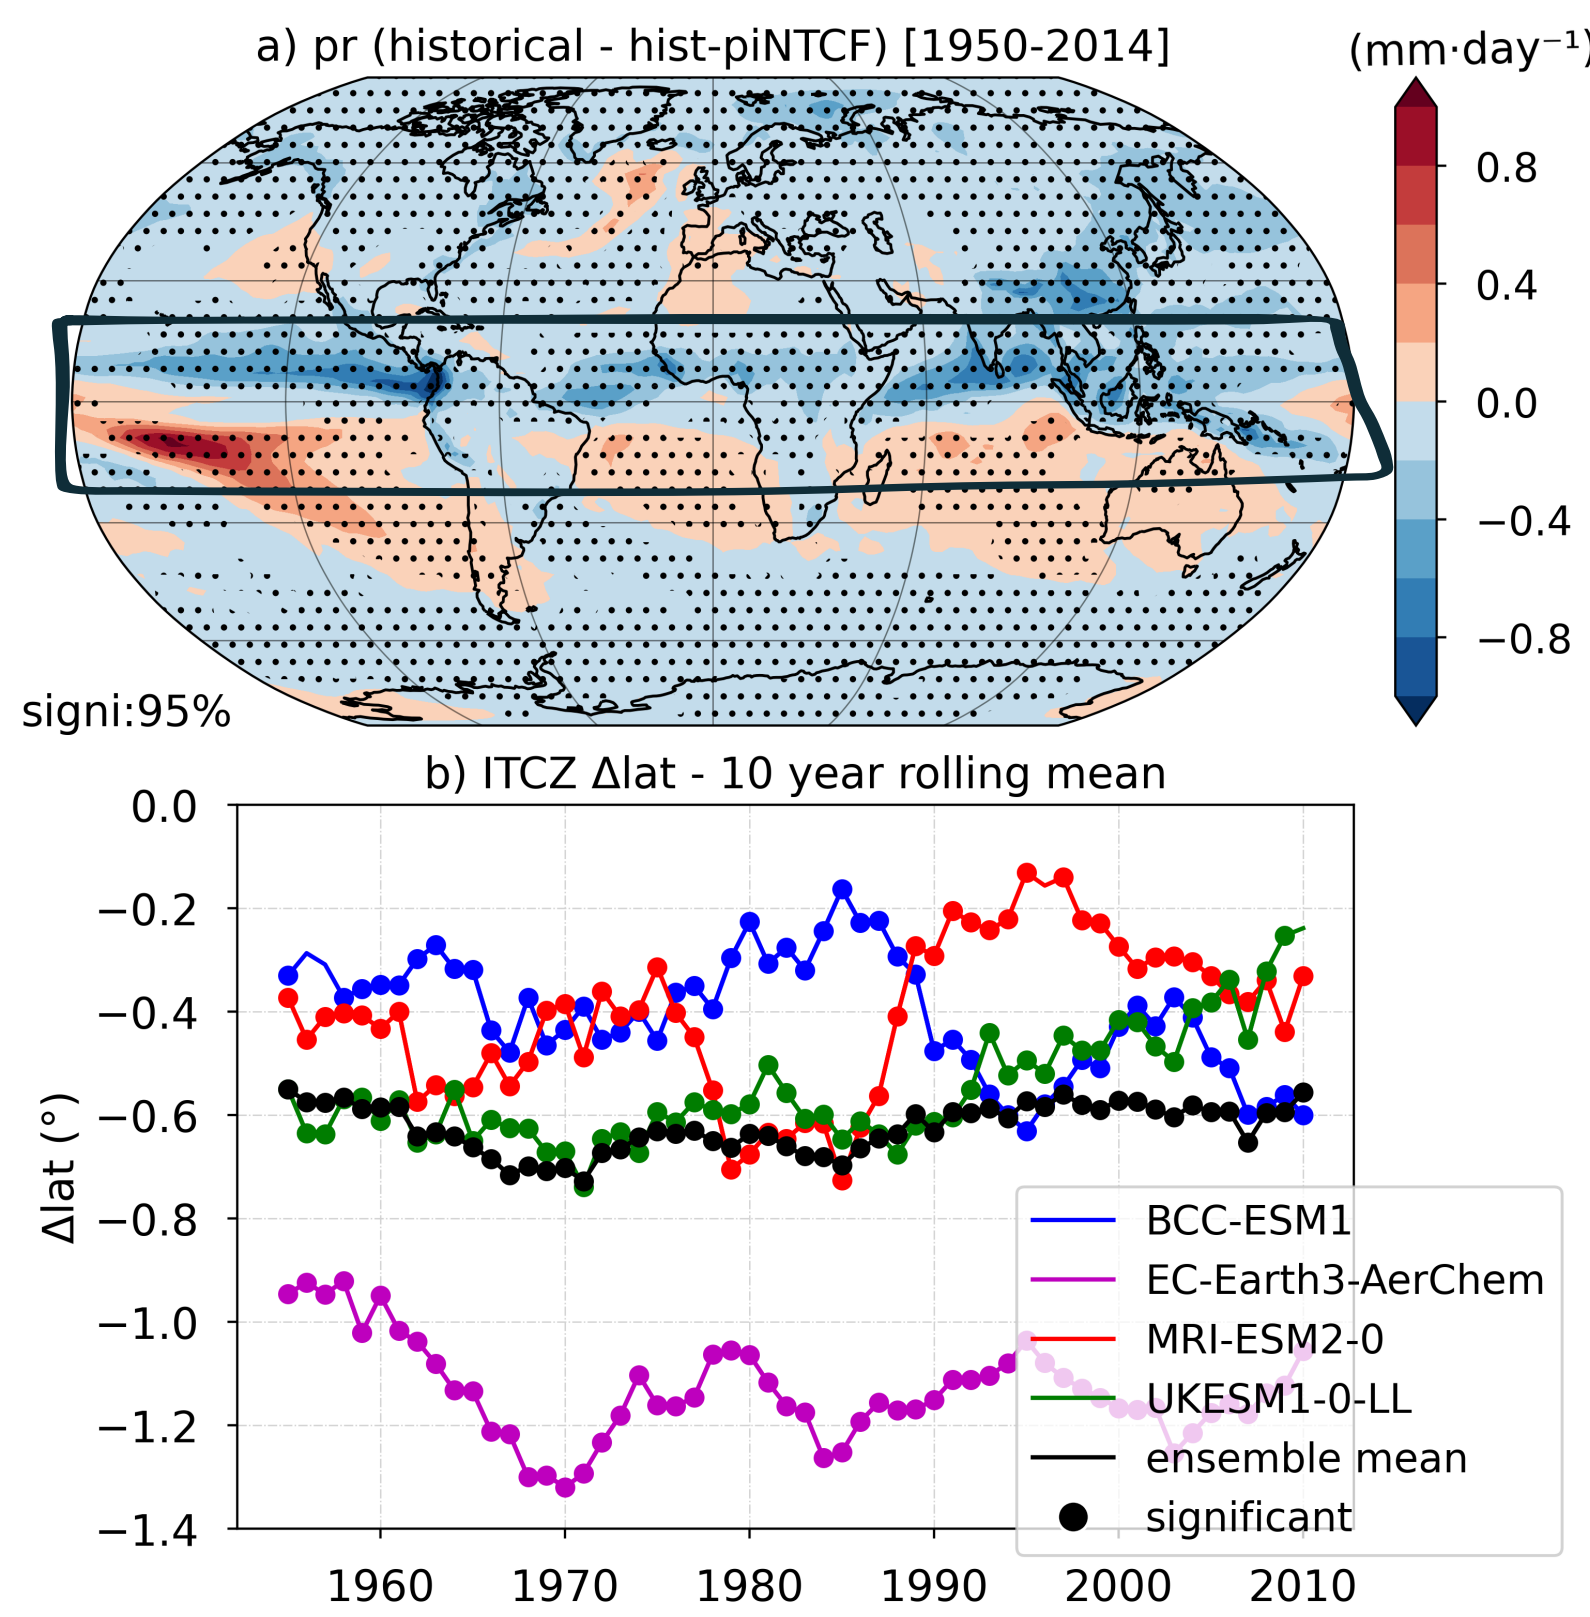 a) pr (historical - hist-piNTCF) [1950-2014]
(mm·day⁻¹)
0.8
0.4
0.0
−0.4
−0.8
signi:95%
b) ITCZ Δlat - 10 year rolling mean
Δlat (°)
0.0
−0.2
−0.4
−0.6
−0.8
−1.0
−1.2
−1.4
BCC-ESM1
EC-Earth3-AerChem
MRI-ESM2-0
UKESM1-0-LL
ensemble mean
significant
1960 1970 1980 1990 2000 2010